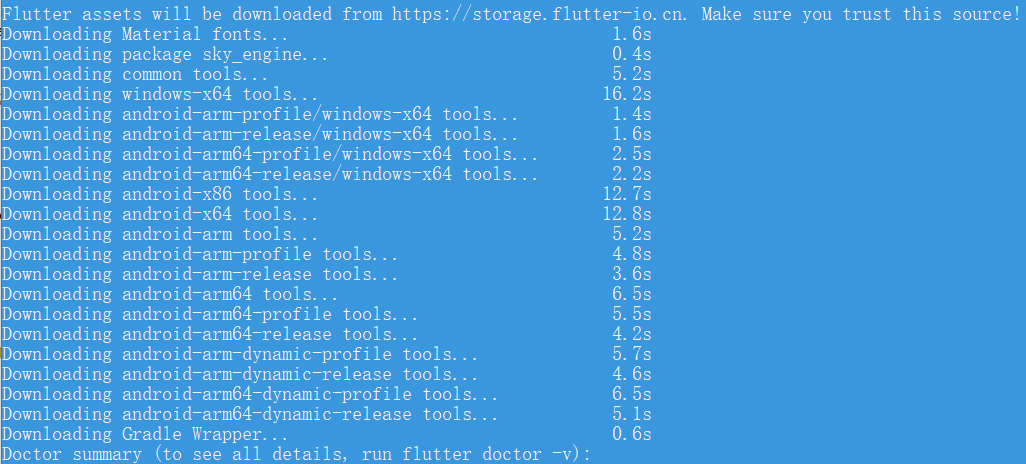 Flutter assets will be downloaded from https://storage.flutter-io.cn. Make sure you trust this source!
Downloading Material fonts... 1.6s
Downloading package sky_engine... 0.4s
Downloading common tools... 5.2s
Downloading windows-x64 tools... 16.2s
Downloading android-arm-profile/windows-x64 tools... 1.4s
Downloading android-arm-release/windows-x64 tools... 1.6s
Downloading android-arm64-profile/windows-x64 tools... 2.5s
Downloading android-arm64-release/windows-x64 tools... 2.2s
Downloading android-x86 tools... 12.7s
Downloading android-x64 tools... 12.8s
Downloading android-arm tools... 5.2s
Downloading android-arm-profile tools... 4.8s
Downloading android-arm-release tools... 3.6s
Downloading android-arm64 tools... 6.5s
Downloading android-arm64-profile tools... 5.5s
Downloading android-arm64-release tools... 4.2s
Downloading android-arm-dynamic-profile tools... 5.7s
Downloading android-arm-dynamic-release tools... 4.6s
Downloading android-arm64-dynamic-profile tools... 6.5s
Downloading android-arm64-dynamic-release tools... 5.1s
Downloading Gradle Wrapper... 0.6s
Doctor summary (to see all details, run flutter doctor -v):